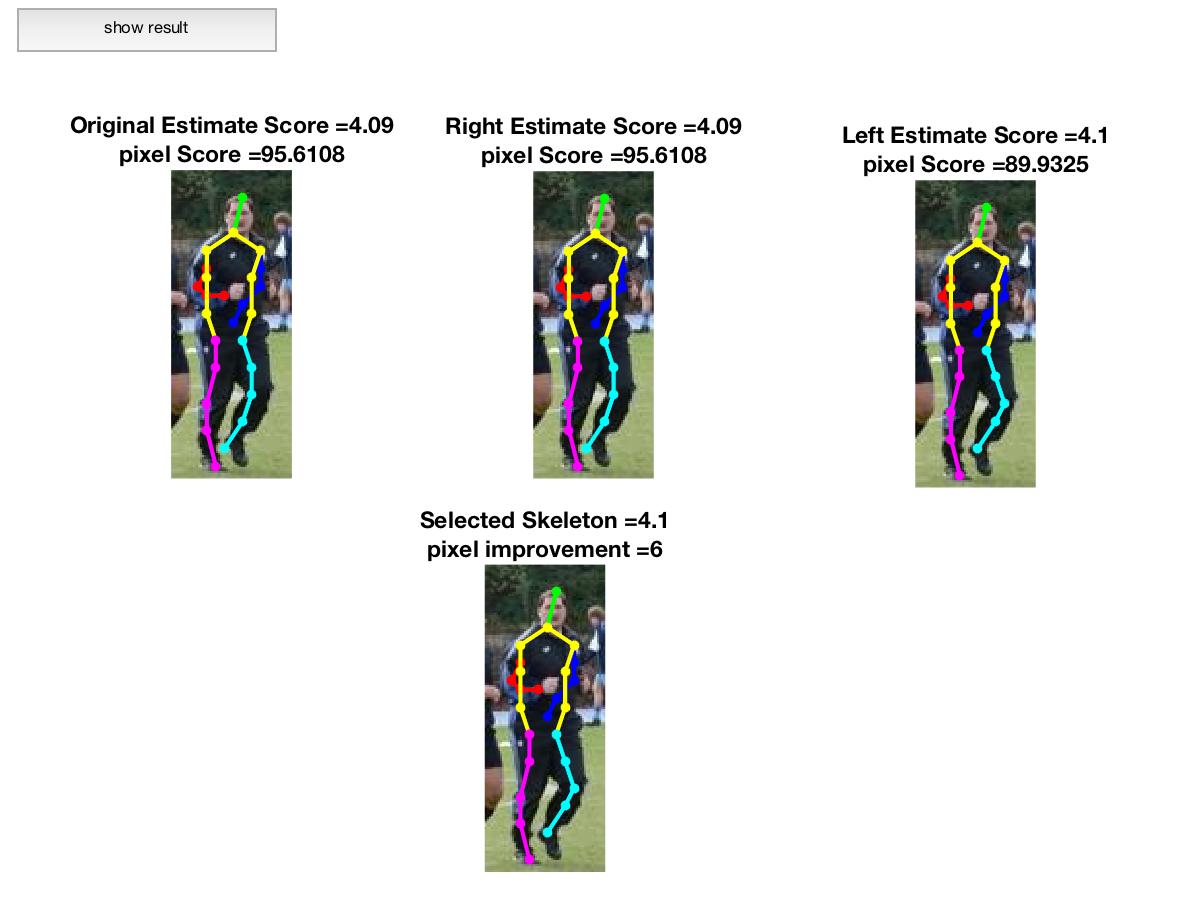 show result
Original Estimate Score =4.09
pixel Score =95.6108
Right Estimate Score =4.09
pixel Score =95.6108
Left Estimate Score =4.1
pixel Score =89.9325
Selected Skeleton =4.1
pixel improvement =6